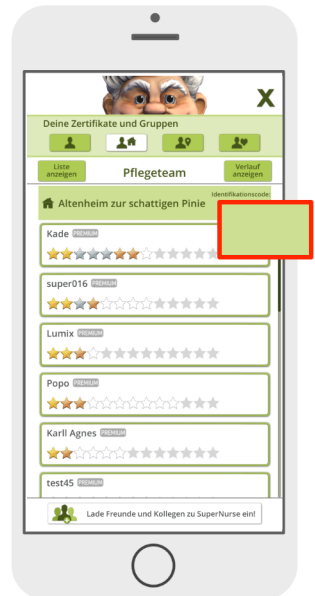 X
Deine Zertifikate und Gruppen
Liste
anzeigen
Pflegeteam
Verlauf
anzeigen
Identifikationscode:
Altenheim zur schattigen Pinie
Kade PREMIUM
super016 PREMIUM
Lumix PREMIUM
Popo PREMIUM
Karll Agnes PREMIUM
test45 PREMIUM
Lade Freunde und Kollegen zu SuperNurse ein!